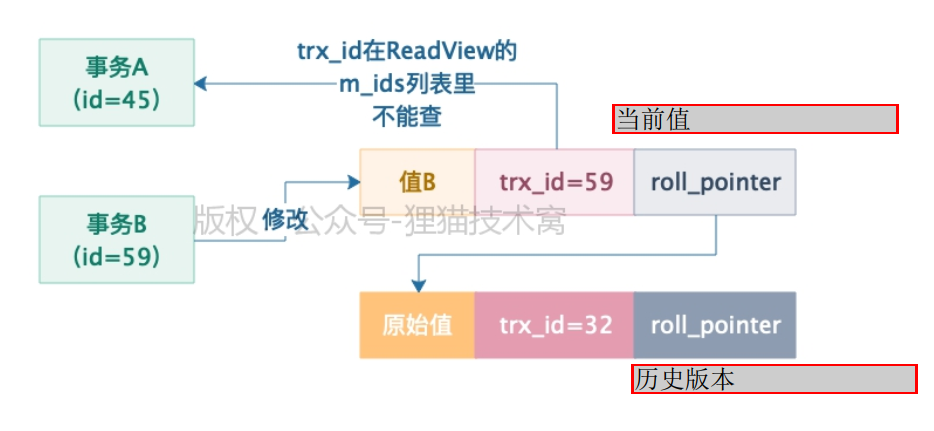 事务A
(id=45)
trx_id在ReadView的
m_ids列表里
不能查
当前值
值B
trx_id=59
roll_pointer
事务B
(id=59)
修改
版权 公众号-狸猫技术窝
原始值
trx_id=32
roll_pointer
历史版本